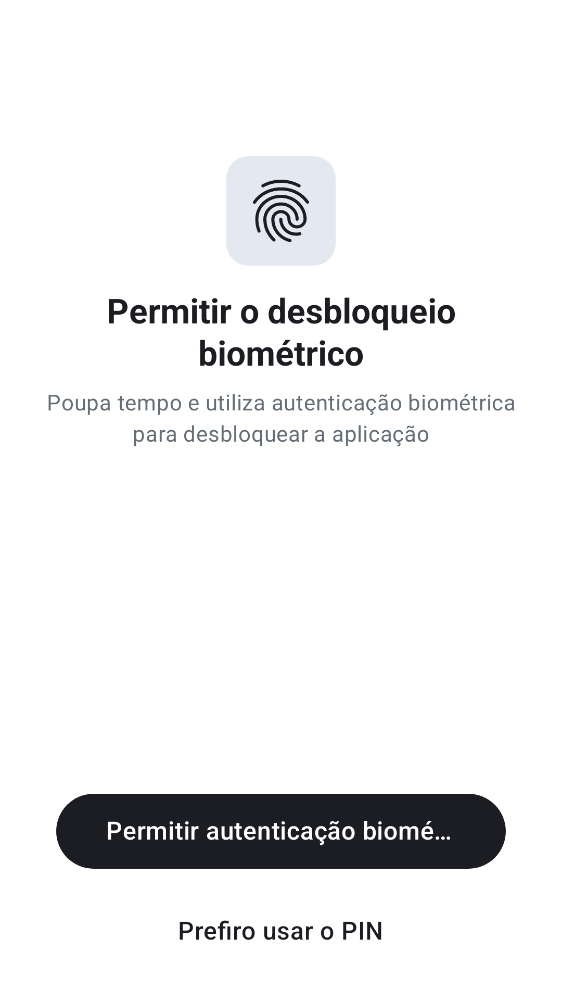 Permitir o desbloqueio
biométrico
Poupa tempo e utiliza autenticação biométrica
para desbloquear a aplicação
Permitir autenticação biomé…
Prefiro usar o PIN